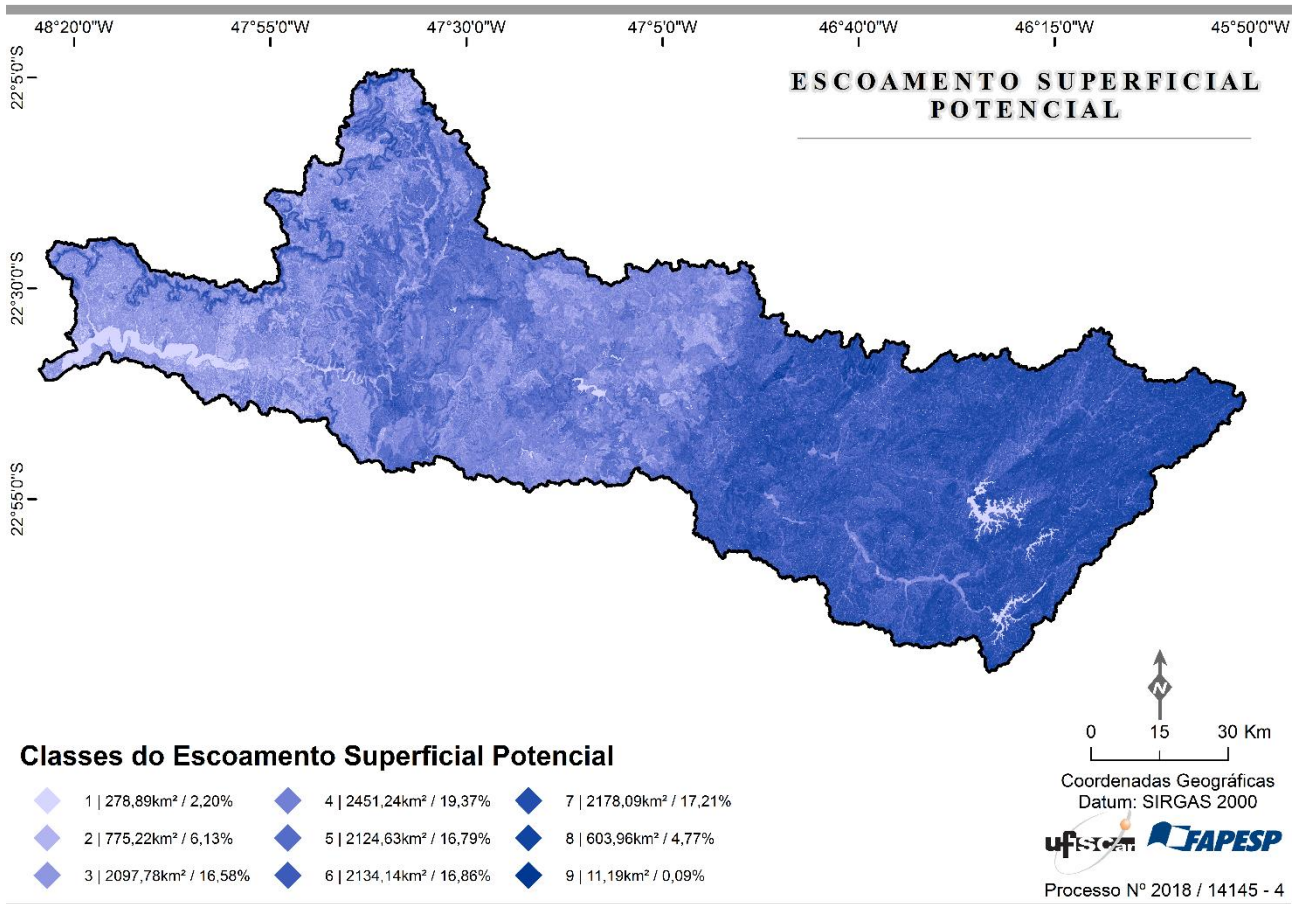 48°20'0"W 47°55'0"W 47°30'0"W 47°5'0"W 46°40'0"W 46°15'0"W 45°50'0"W
22°5'0"S
22°30'0"S
22°55'0"S
ESCOAMENTO SUPERFICIAL
POTENCIAL
N
0 15 30 Km
Coordenadas Geográficas
Datum: SIRGAS 2000
ufscar FAPESP
Processo Nº 2018 / 14145 - 4
Classes do Escoamento Superficial Potencial
1 | 278,89km² / 2,20% 4 | 2451,24km² / 19,37% 7 | 2178,09km² / 17,21%
2 | 775,22km² / 6,13% 5 | 2124,63km² / 16,79% 8 | 603,96km² / 4,77%
3 | 2097,78km² / 16,58% 6 | 2134,14km² / 16,86% 9 | 11,19km² / 0,09%